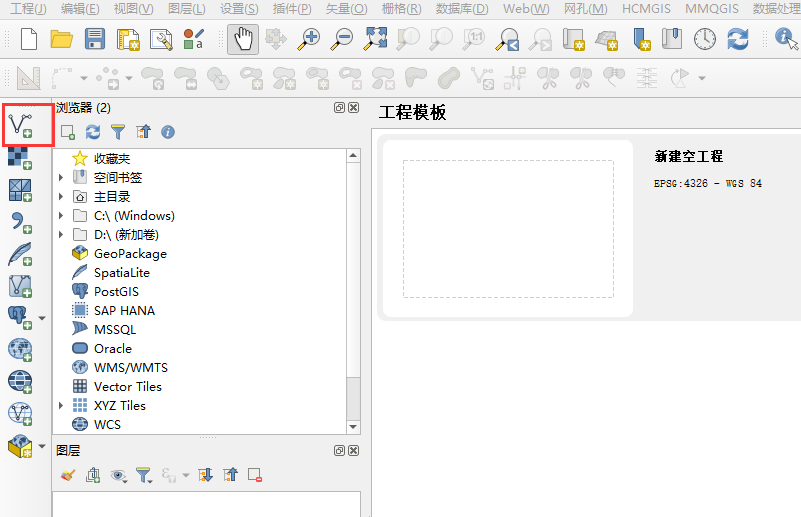 工程(J) 编辑(E) 视图(V) 图层(L) 设置(S) 插件(P) 矢量(O) 栅格(R) 数据库(D) Web(W) 网孔(M) HCMGIS MMQGIS 数据处理
1:1
浏览器 (2)
工程模板
收藏夹
空间书签
主目录
C:\ (Windows)
D:\ (新加卷)
GeoPackage
SpatiaLite
PostGIS
SAP HANA
MSSQL
Oracle
WMS/WMTS
Vector Tiles
XYZ Tiles
WCS
新建空工程
EPSG:4326 - WGS 84
图层